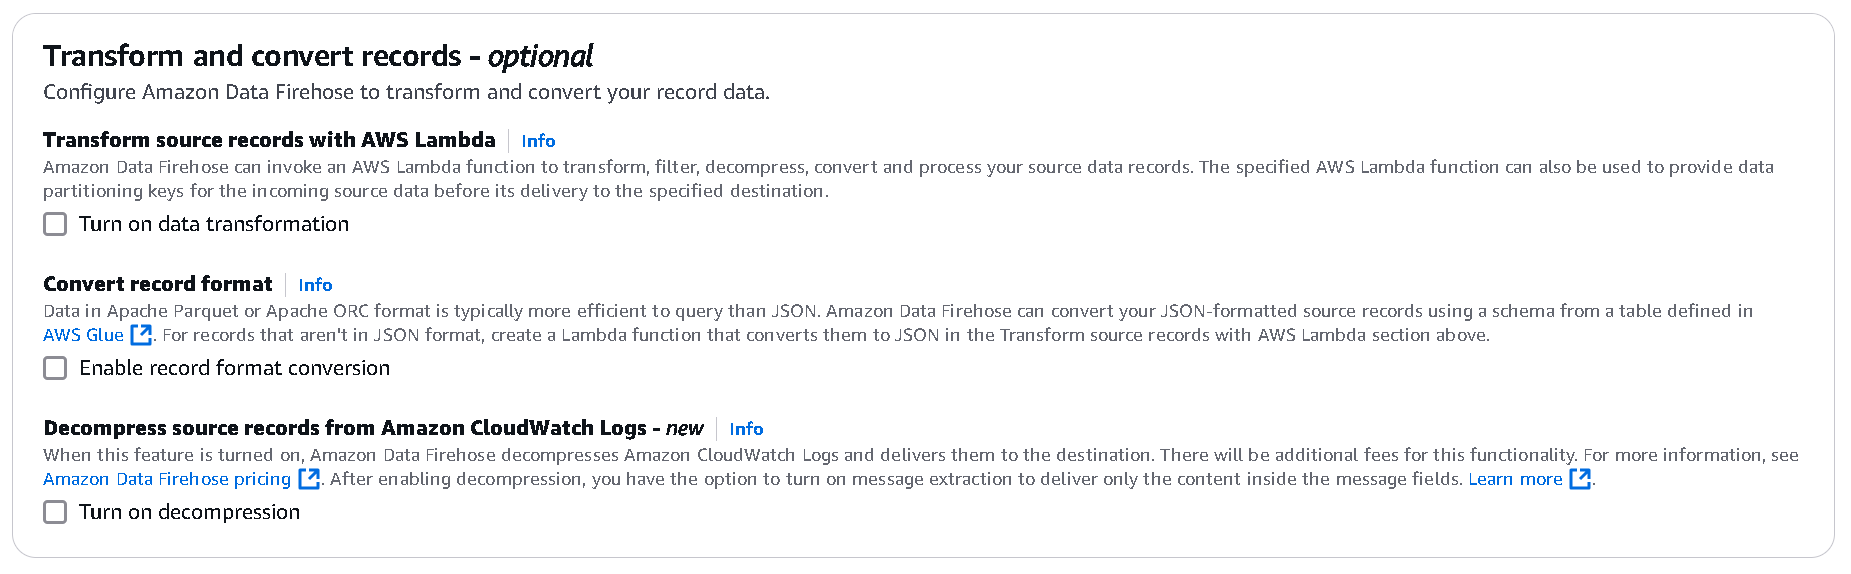 Transform and convert records - optional
Configure Amazon Data Firehose to transform and convert your record data.
Transform source records with AWS Lambda Info
Amazon Data Firehose can invoke an AWS Lambda function to transform, filter, decompress, convert and process your source data records. The specified AWS Lambda function can also be used to provide data
partitioning keys for the incoming source data before its delivery to the specified destination.
Turn on data transformation
Convert record format Info
Data in Apache Parquet or Apache ORC format is typically more efficient to query than JSON. Amazon Data Firehose can convert your JSON-formatted source records using a schema from a table defined in
AWS Glue. For records that aren't in JSON format, create a Lambda function that converts them to JSON in the Transform source records with AWS Lambda section above.
Enable record format conversion
Decompress source records from Amazon CloudWatch Logs - new Info
When this feature is turned on, Amazon Data Firehose decompresses Amazon CloudWatch Logs and delivers them to the destination. There will be additional fees for this functionality. For more information, see
Amazon Data Firehose pricing. After enabling decompression, you have the option to turn on message extraction to deliver only the content inside the message fields. Learn more.
Turn on decompression